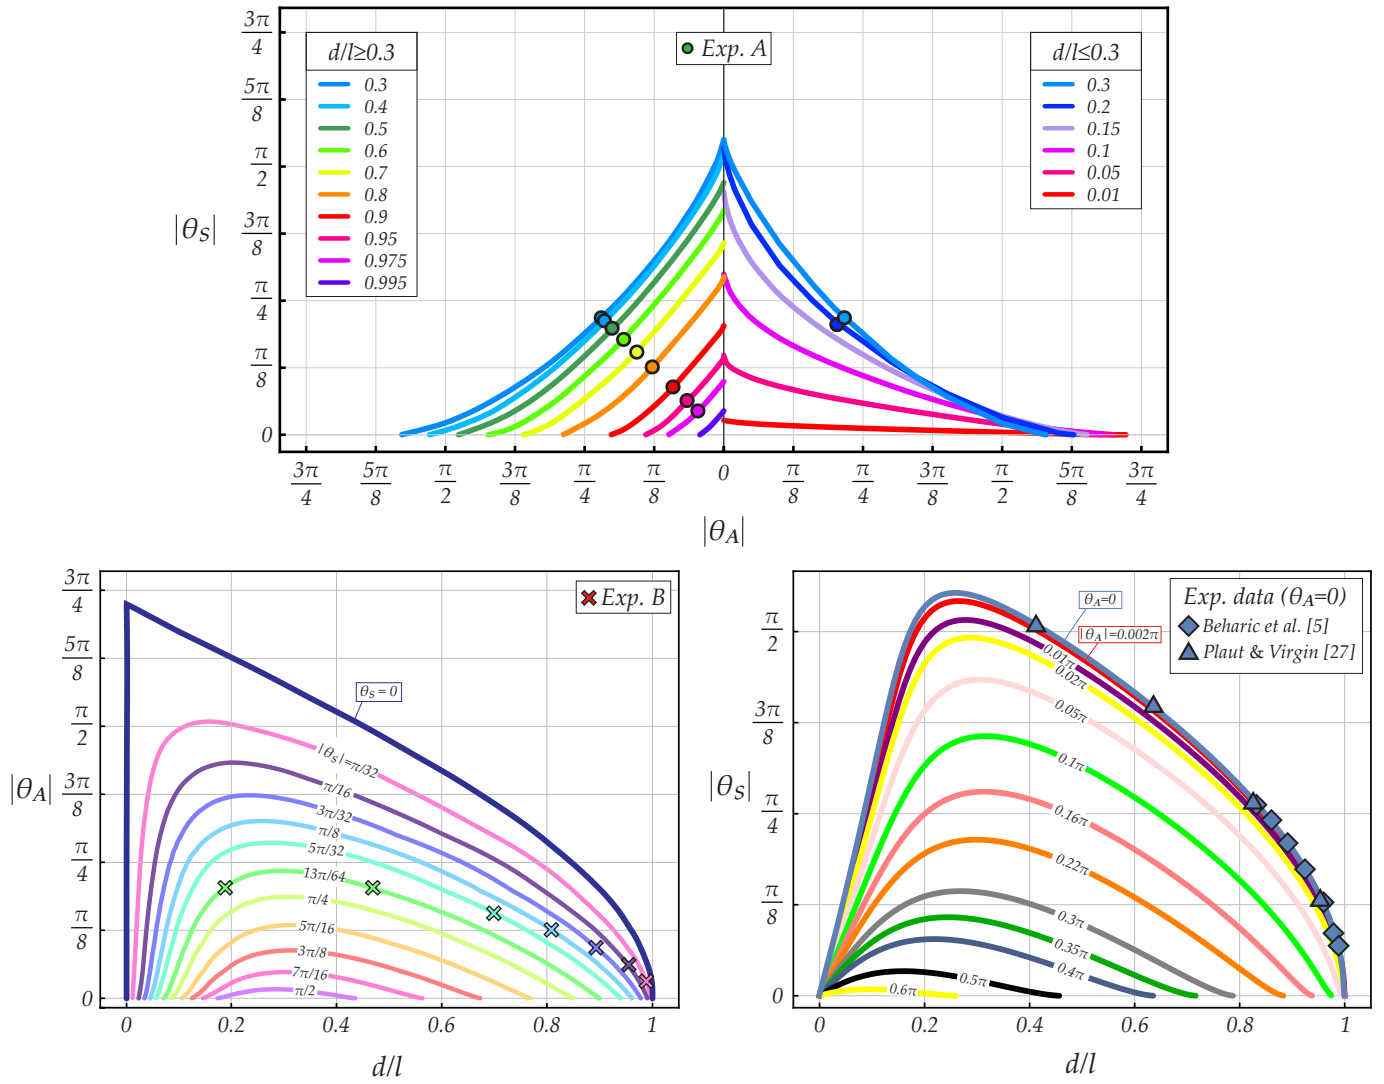 3π/4
5π/8
π/2
3π/8
π/4
π/8
0
|θS|
d/l≥0.3
0.3
0.4
0.5
0.6
0.7
0.8
0.9
0.95
0.975
0.995
Exp. A
d/l≤0.3
0.3
0.2
0.15
0.1
0.05
0.01
3π/4 5π/8 π/2 3π/8 π/4 π/8 0 π/8 π/4 3π/8 π/2 5π/8 3π/4
|θA|
3π/4
5π/8
π/2
3π/8
π/4
π/8
0
|θA|
Exp. B
θS = 0
|θS|=π/32
π/16
3π/32
π/8
5π/32
13π/64
π/4
5π/16
3π/8
7π/16
π/2
0 0.2 0.4 0.6 0.8 1
d/l
π/2
3π/8
π/4
π/8
0
|θS|
θA=0
|θA|=0.002π
0.01π
0.02π
0.05π
0.1π
0.16π
0.22π
0.3π
0.35π
0.4π
0.5π
0.6π
Exp. data (θA=0)
Beharic et al. [5]
Plaut & Virgin [27]
0 0.2 0.4 0.6 0.8 1
d/l